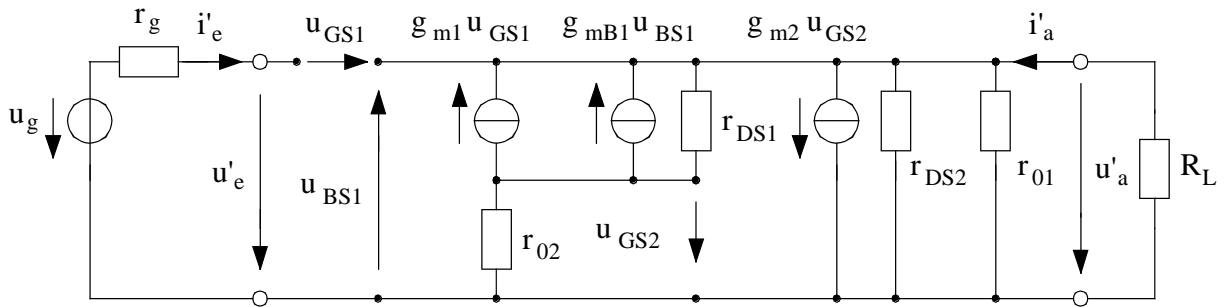 r g
i'e
u GS1
g m1 u GS1
g mB1 u BS1
g m2 u GS2
i'a
u g
r DS1
u'e
u BS1
r DS2
r 01
u'a
R L
r 02
u GS2